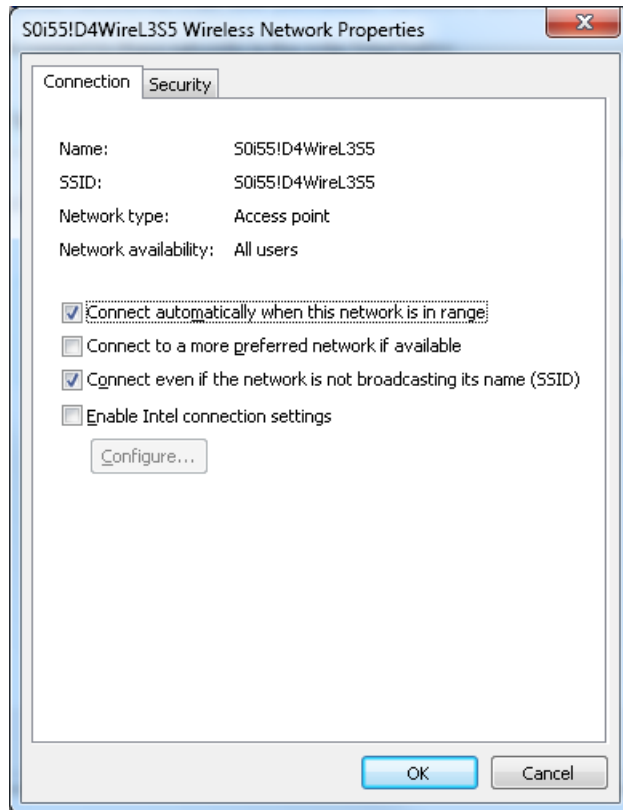 S0i55!D4WireL3S5 Wireless Network Properties
Connection Security
Name: S0i55!D4WireL3S5
SSID: S0i55!D4WireL3S5
Network type: Access point
Network availability: All users
Connect automatically when this network is in range
Connect to a more preferred network if available
Connect even if the network is not broadcasting its name (SSID)
Enable Intel connection settings
Configure...
OK Cancel